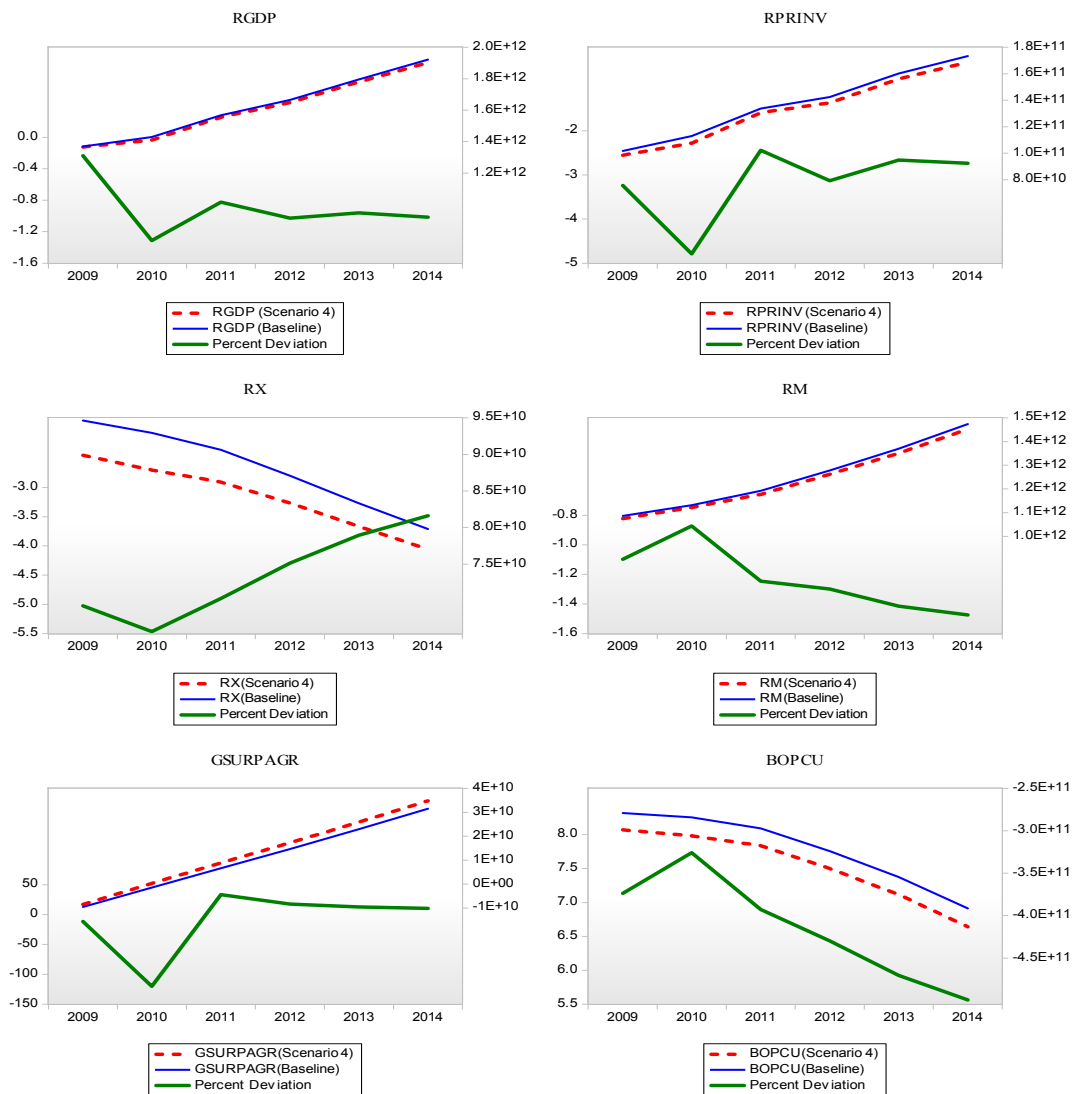 RGDP
2.0E+12
1.8E+12
1.6E+12
1.4E+12
1.2E+12
0.0
-0.4
-0.8
-1.2
-1.6
2009 2010 2011 2012 2013 2014
RGDP (Scenario 4)
RGDP (Baseline)
Percent Deviation
RPRINV
1.8E+11
1.6E+11
1.4E+11
1.2E+11
1.0E+11
8.0E+10
-2
-3
-4
-5
2009 2010 2011 2012 2013 2014
RPRINV (Scenario 4)
RPRINV (Baseline)
Percent Deviation
RX
9.5E+10
9.0E+10
8.5E+10
8.0E+10
7.5E+10
-3.0
-3.5
-4.0
-4.5
-5.0
-5.5
2009 2010 2011 2012 2013 2014
RX(Scenario 4)
RX(Baseline)
Percent Deviation
RM
1.5E+12
1.4E+12
1.3E+12
1.2E+12
1.1E+12
1.0E+12
-0.8
-1.0
-1.2
-1.4
-1.6
2009 2010 2011 2012 2013 2014
RM(Scenario 4)
RM(Baseline)
Percent Deviation
GSURPAGR
4E+10
3E+10
2E+10
1E+10
0E+00
-1E+10
50
0
-50
-100
-150
2009 2010 2011 2012 2013 2014
GSURPAGR(Scenario 4)
GSURPAGR(Baseline)
Percent Deviation
BOPCU
-2.5E+11
-3.0E+11
-3.5E+11
-4.0E+11
-4.5E+11
8.0
7.5
7.0
6.5
6.0
5.5
2009 2010 2011 2012 2013 2014
BOPCU(Scenario 4)
BOPCU(Baseline)
Percent Deviation